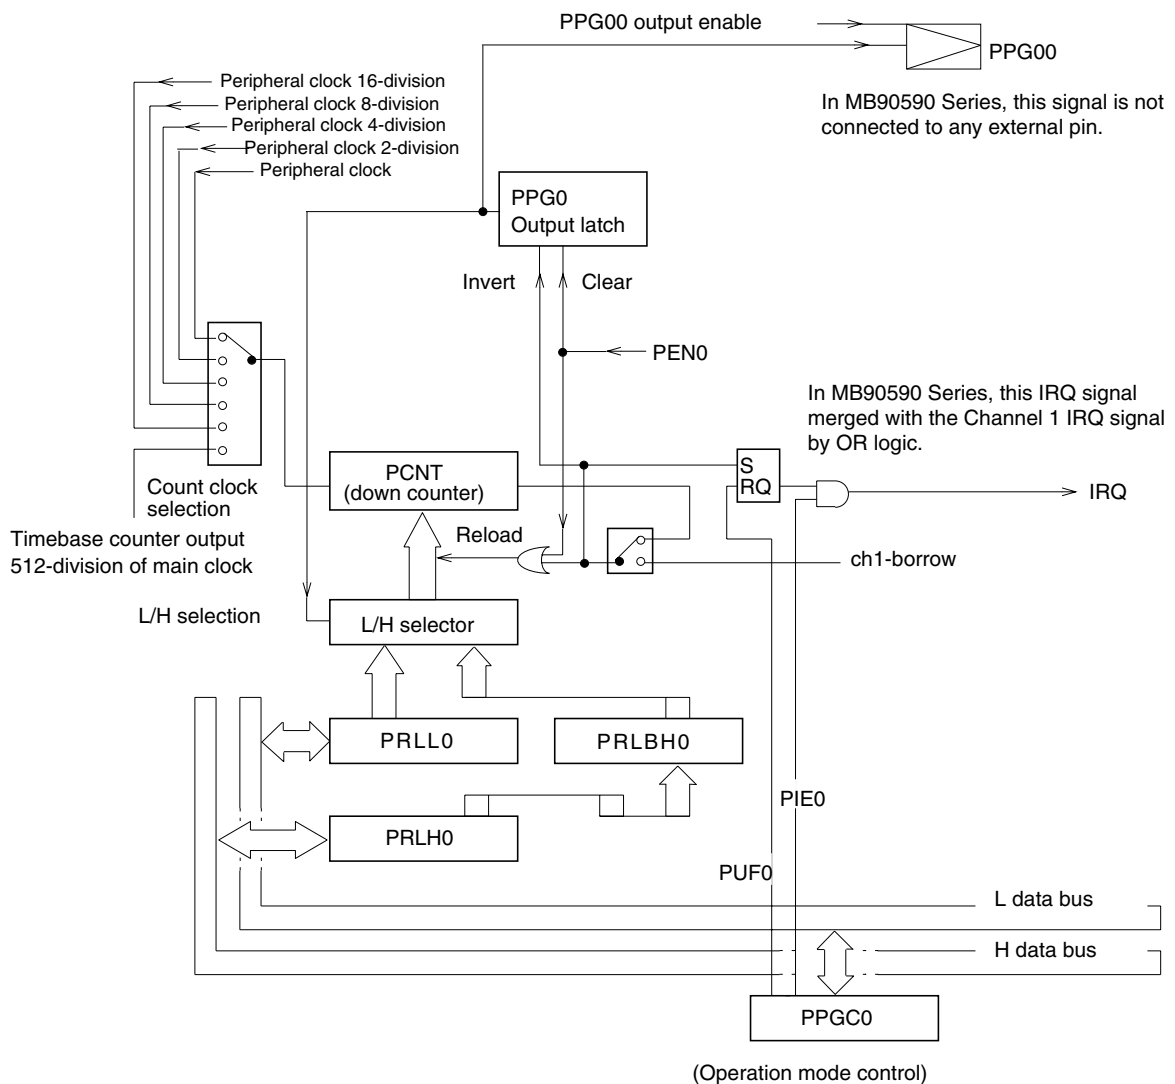 PPG00 output enable
PPG00
Peripheral clock 16-division
Peripheral clock 8-division
Peripheral clock 4-division
Peripheral clock 2-division
Peripheral clock
In MB90590 Series, this signal is not
connected to any external pin.
PPG0
Output latch
Invert
Clear
PEN0
In MB90590 Series, this IRQ signal
merged with the Channel 1 IRQ signal
by OR logic.
S
RQ
IRQ
PCNT
(down counter)
Count clock
selection
Timebase counter output
512-division of main clock
Reload
ch1-borrow
L/H selection
L/H selector
PRLL0
PRLBH0
PIE0
PRLH0
PUF0
L data bus
H data bus
PPGC0
(Operation mode control)